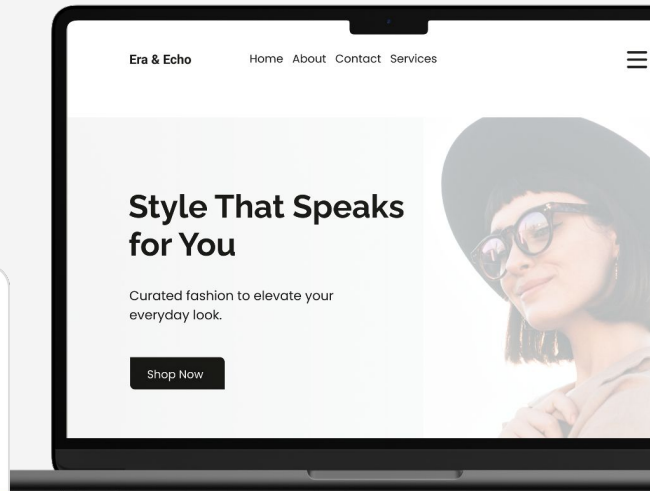 Era & Echo
Home About Contact Services
Style That Speaks
for You
Curated fashion to elevate your
everyday look.
Shop Now